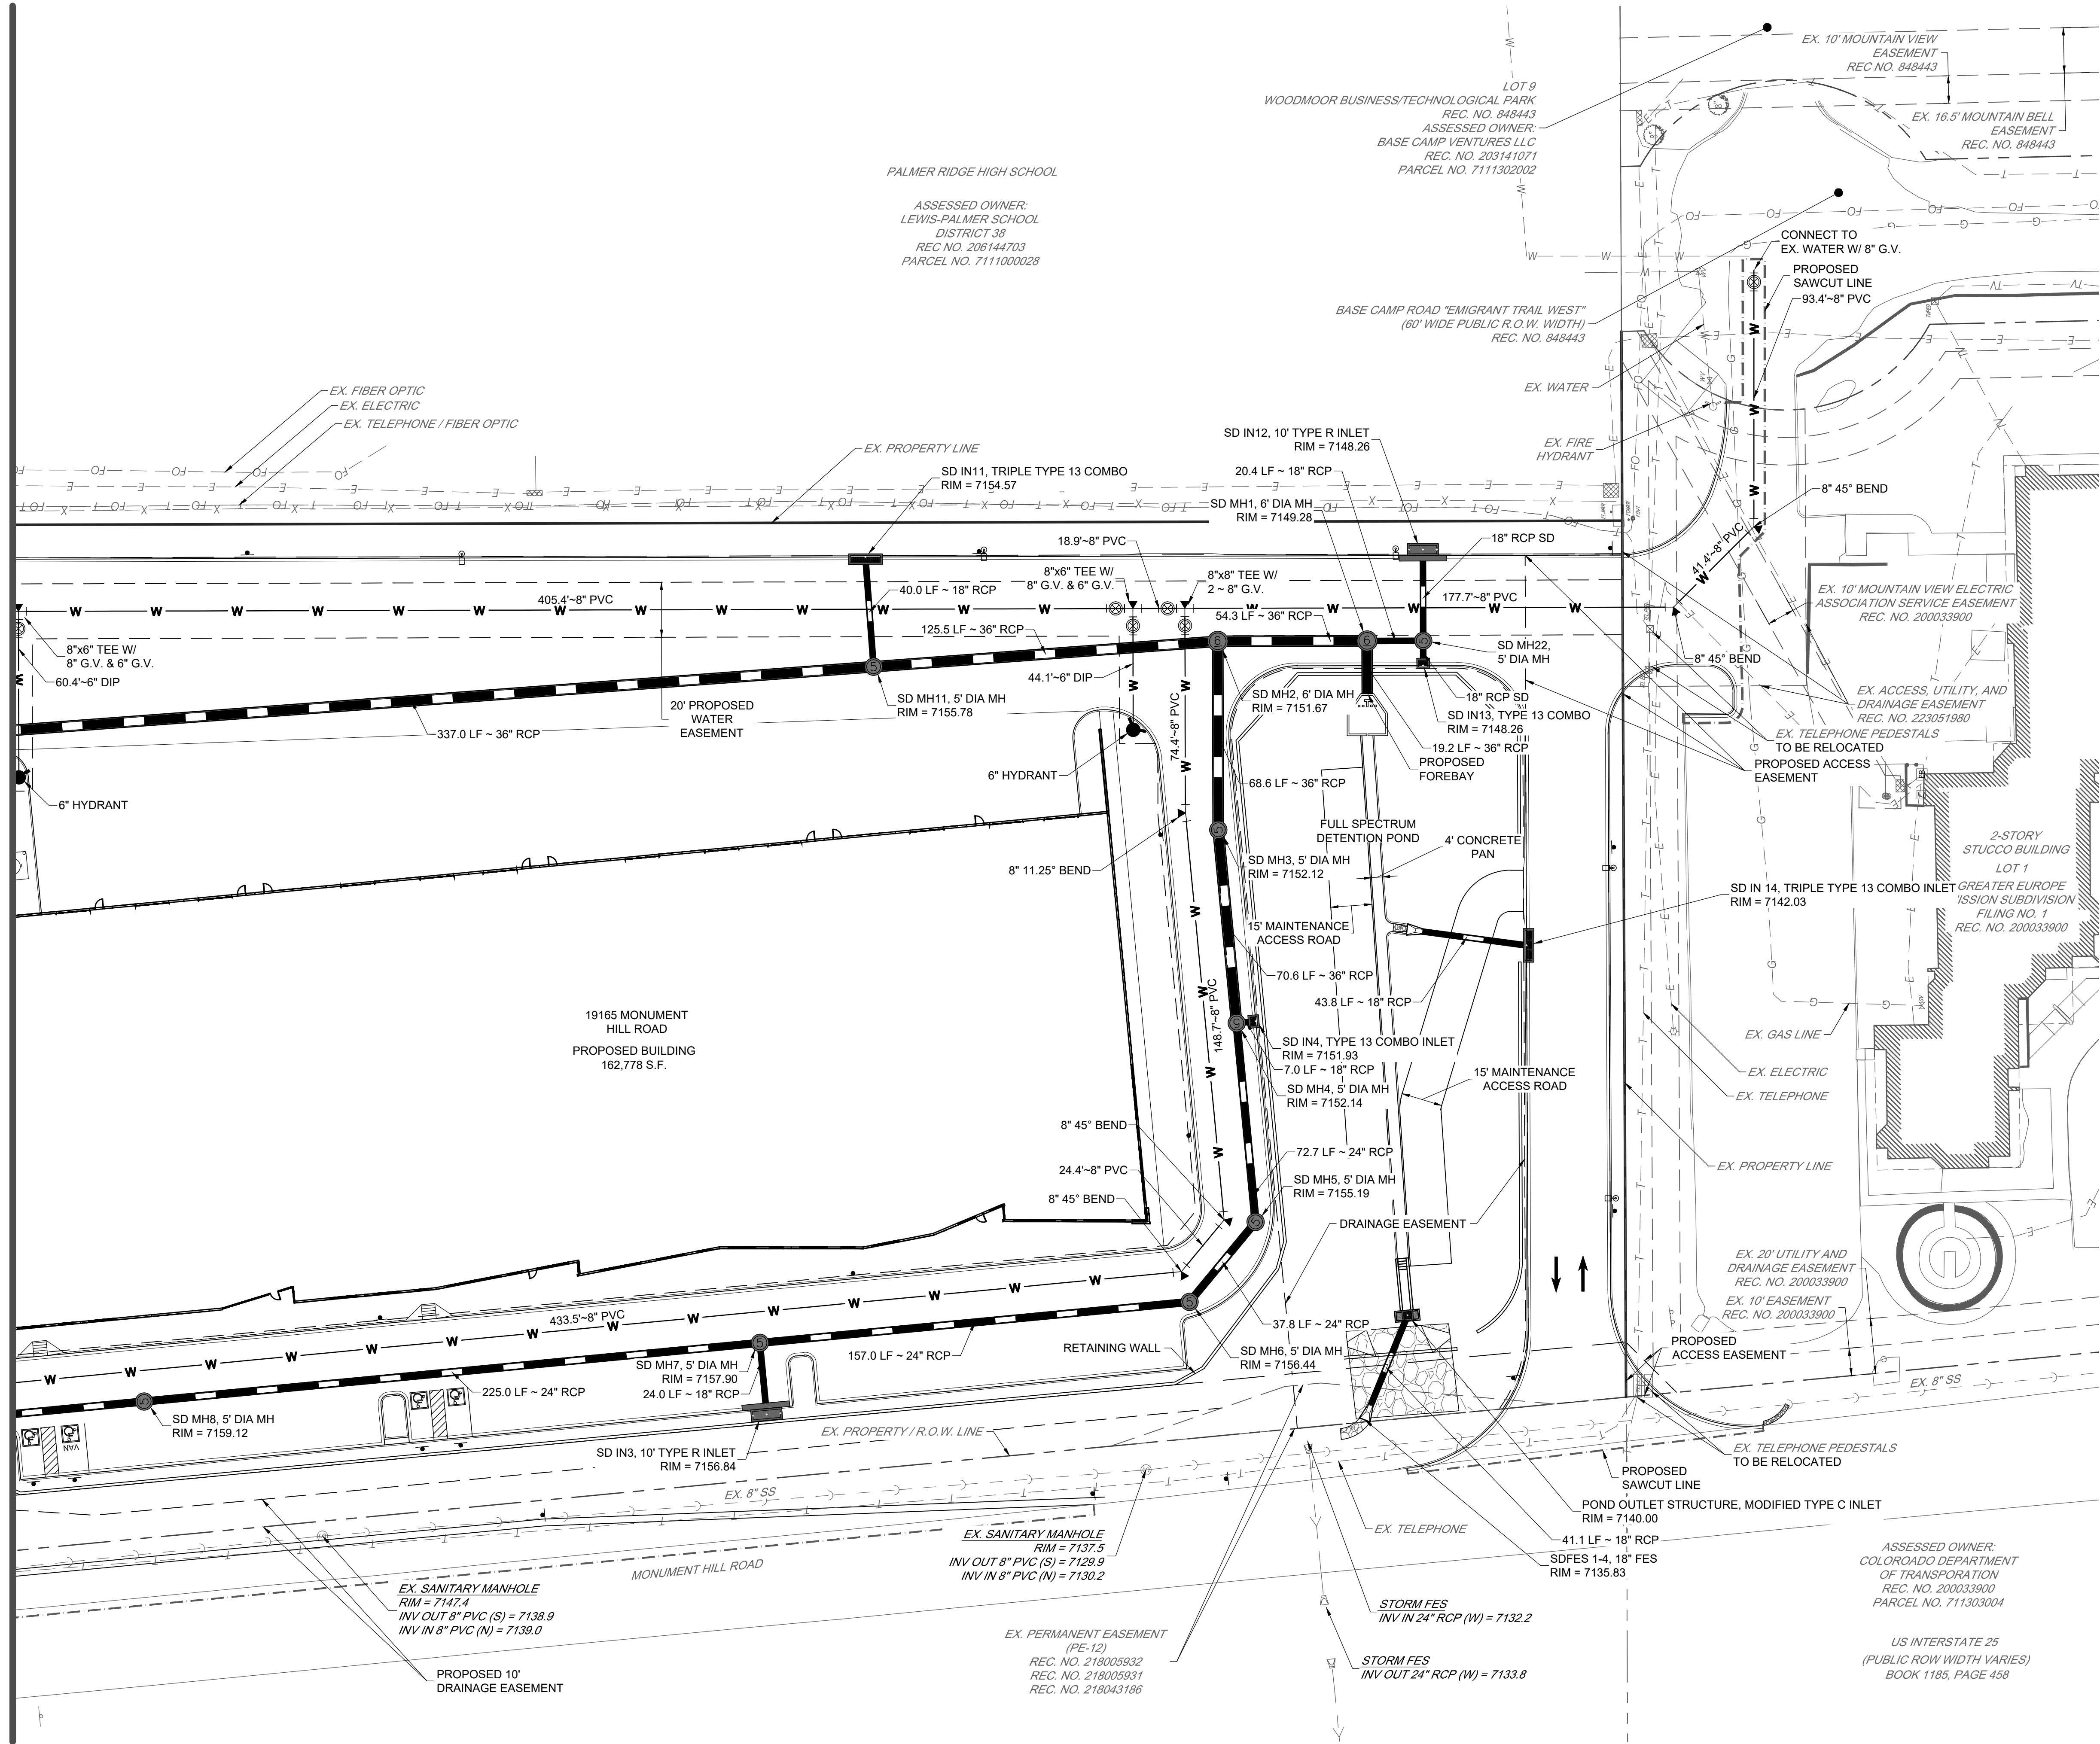 EX. 10' MOUNTAIN VIEW
EASEMENT
REC NO. 848443
LOT 9
WOODMOOR BUSINESS/TECHNOLOGICAL PARK
REC. NO. 848443
ASSESSED OWNER:
BASE CAMP VENTURES LLC
REC. NO. 203141071
PARCEL NO. 7111302002
EX. 16.5' MOUNTAIN BELL
EASEMENT
REC NO. 848443
PALMER RIDGE HIGH SCHOOL
ASSESSED OWNER:
LEWIS-PALMER SCHOOL
DISTRICT 38
REC NO. 206144703
PARCEL NO. 7111000028
CONNECT TO
EX. WATER W/ 8" G.V.
PROPOSED
SAWCUT LINE
93.4'~8" PVC
BASE CAMP ROAD "EMIGRANT TRAIL WEST"
(60' WIDE PUBLIC R.O.W. WIDTH)
REC. NO. 848443
EX. WATER
EX. FIBER OPTIC
EX. ELECTRIC
EX. TELEPHONE / FIBER OPTIC
EX. PROPERTY LINE
SD IN12, 10' TYPE R INLET
RIM = 7148.26
EX. FIRE
HYDRANT
SD IN11, TRIPLE TYPE 13 COMBO
RIM = 7154.57
20.4 LF ~ 18" RCP
8" 45° BEND
SD MH1, 6' DIA MH
RIM = 7149.28
18.9'~8" PVC
18" RCP SD
41.4'~8" PVC
8"x6" TEE W/
8" G.V. & 6" G.V.
8"x8" TEE W/
2 ~ 8" G.V.
40.0 LF ~ 18" RCP
405.4'~8" PVC
177.7'~8" PVC
EX. 10' MOUNTAIN VIEW ELECTRIC
ASSOCIATION SERVICE EASEMENT
REC. NO. 200033900
54.3 LF ~ 36" RCP
125.5 LF ~ 36" RCP
8"x6" TEE W/
8" G.V. & 6" G.V.
60.4'~6" DIP
SD MH22,
5' DIA MH
8" 45° BEND
44.1'~6" DIP
SD MH11, 5' DIA MH
RIM = 7155.78
20' PROPOSED
WATER
EASEMENT
SD MH2, 6' DIA MH
RIM = 7151.67
18" RCP SD
SD IN13, TYPE 13 COMBO
RIM = 7148.26
EX. ACCESS, UTILITY, AND
DRAINAGE EASEMENT
REC. NO. 223051980
337.0 LF ~ 36" RCP
74.4'~8" PVC
19.2 LF ~ 36" RCP
PROPOSED
FOREBAY
EX. TELEPHONE PEDESTALS
TO BE RELOCATED
PROPOSED ACCESS
EASEMENT
6" HYDRANT
68.6 LF ~ 36" RCP
6" HYDRANT
FULL SPECTRUM
DETENTION POND
4' CONCRETE
PAN
2-STORY
STUCCO BUILDING
LOT 1
GREATER EUROPE
ISSION SUBDIVISION
FILING NO. 1
REC. NO. 200033900
8" 11.25° BEND
SD MH3, 5' DIA MH
RIM = 7152.12
SD IN 14, TRIPLE TYPE 13 COMBO INLET
RIM = 7142.03
15' MAINTENANCE
ACCESS ROAD
70.6 LF ~ 36" RCP
43.8 LF ~ 18" RCP
148.7'~8" PVC
19165 MONUMENT
HILL ROAD
PROPOSED BUILDING
162,778 S.F.
SD IN4, TYPE 13 COMBO INLET
RIM = 7151.93
7.0 LF ~ 18" RCP
SD MH4, 5' DIA MH
RIM = 7152.14
15' MAINTENANCE
ACCESS ROAD
EX. GAS LINE
EX. ELECTRIC
EX. TELEPHONE
8" 45° BEND
72.7 LF ~ 24" RCP
24.4'~8" PVC
EX. PROPERTY LINE
8" 45° BEND
SD MH5, 5' DIA MH
RIM = 7155.19
DRAINAGE EASEMENT
EX. 20' UTILITY AND
DRAINAGE EASEMENT
REC. NO. 200033900
EX. 10' EASEMENT
REC. NO. 200033900
433.5'~8" PVC
37.8 LF ~ 24" RCP
PROPOSED
ACCESS EASEMENT
SD MH7, 5' DIA MH
RIM = 7157.90
24.0 LF ~ 18" RCP
157.0 LF ~ 24" RCP
RETAINING WALL
SD MH6, 5' DIA MH
RIM = 7156.44
225.0 LF ~ 24" RCP
EX. 8" SS
SD MH8, 5' DIA MH
RIM = 7159.12
VAN
EX. PROPERTY / R.O.W. LINE
SD IN3, 10' TYPE R INLET
RIM = 7156.84
EX. TELEPHONE PEDESTALS
TO BE RELOCATED
PROPOSED
SAWCUT LINE
EX. 8" SS
POND OUTLET STRUCTURE, MODIFIED TYPE C INLET
RIM = 7140.00
EX. TELEPHONE
41.1 LF ~ 18" RCP
SDFES 1-4, 18" FES
RIM = 7135.83
EX. SANITARY MANHOLE
RIM = 7137.5
INV OUT 8" PVC (S) = 7129.9
INV IN 8" PVC (N) = 7130.2
MONUMENT HILL ROAD
ASSESSED OWNER:
COLOROADO DEPARTMENT
OF TRANSPORATION
REC. NO. 200033900
PARCEL NO. 711303004
EX. SANITARY MANHOLE
RIM = 7147.4
INV OUT 8" PVC (S) = 7138.9
INV IN 8" PVC (N) = 7139.0
STORM FES
INV IN 24" RCP (W) = 7132.2
EX. PERMANENT EASEMENT
(PE-12)
REC. NO. 218005932
REC. NO. 218005931
REC. NO. 218043186
US INTERSTATE 25
(PUBLIC ROW WIDTH VARIES)
BOOK 1185, PAGE 458
STORM FES
INV OUT 24" RCP (W) = 7133.8
PROPOSED 10'
DRAINAGE EASEMENT